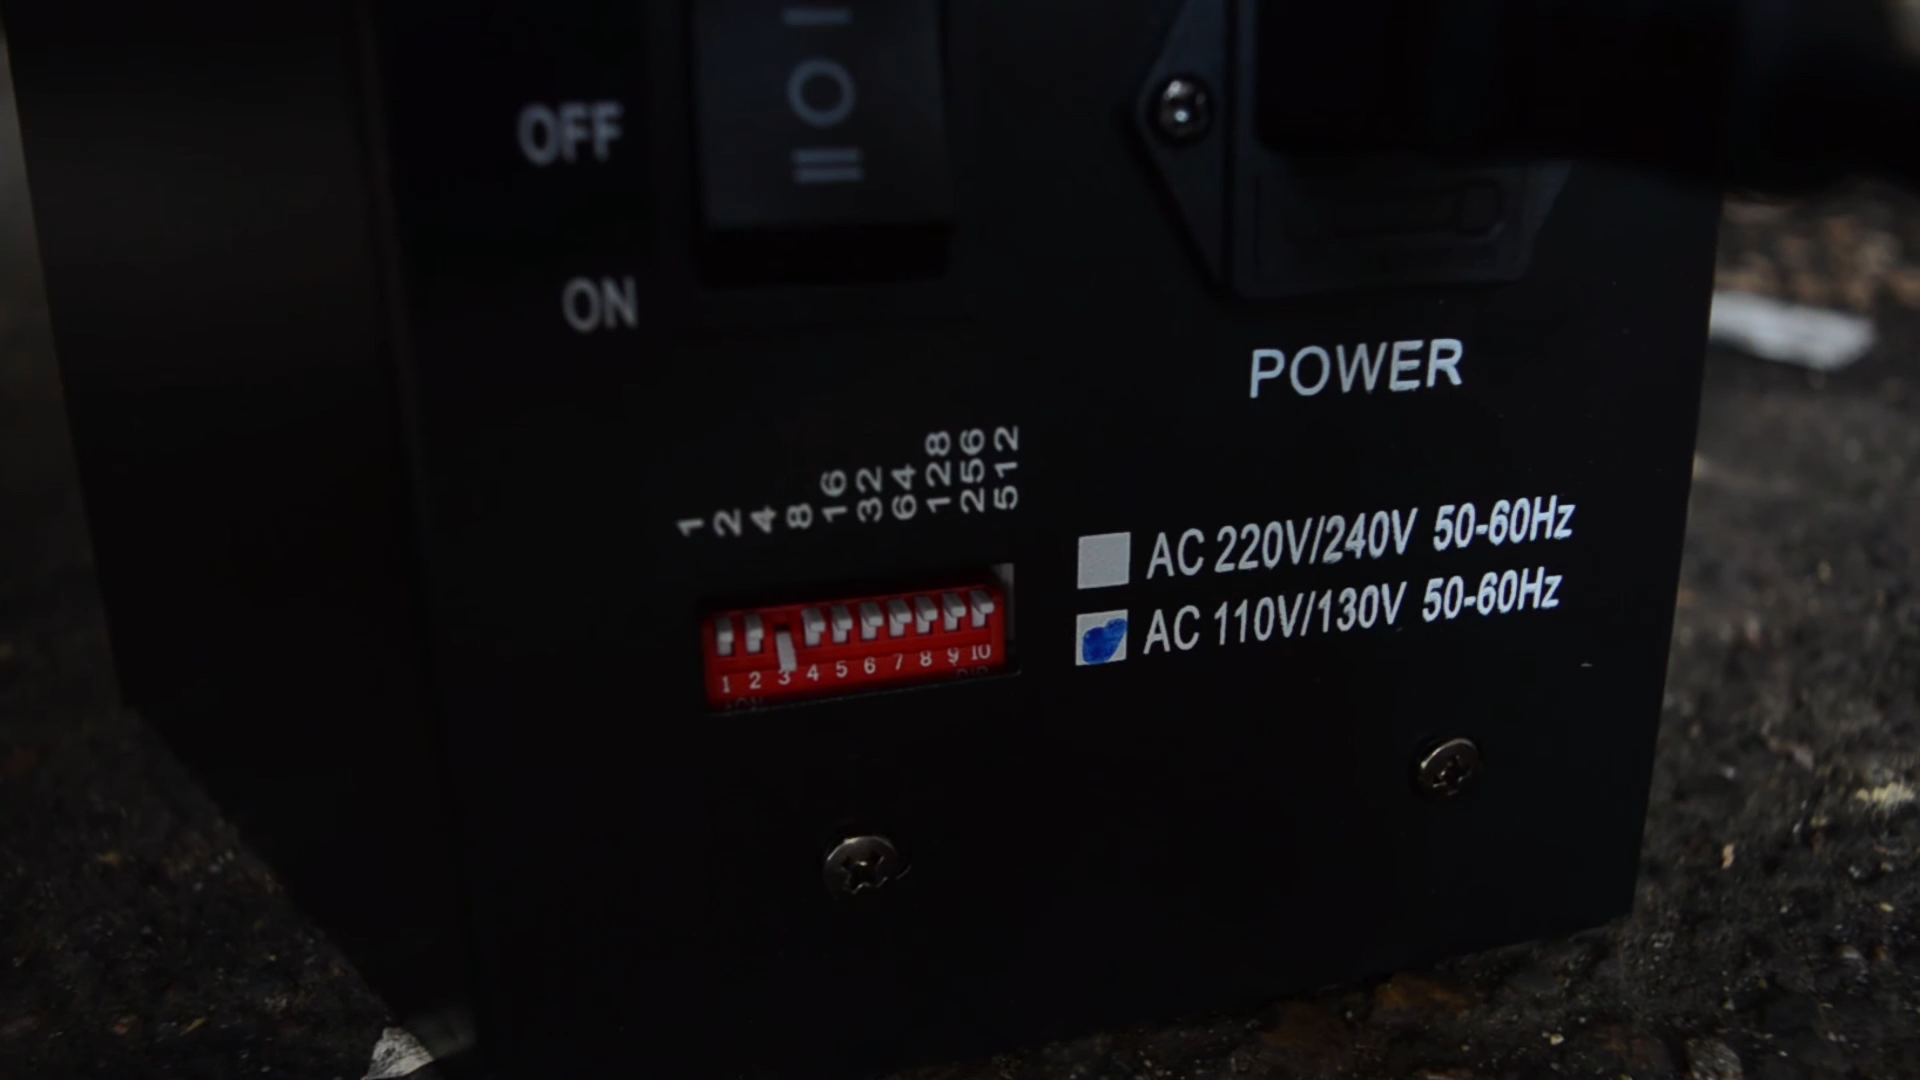 OFF
ON
POWER
1
2
4
8
16
32
64
128
256
512
AC 220V/240V 50-60Hz
AC 110V/130V 50-60Hz
1 2 3 4 5 6 7 8 9 10